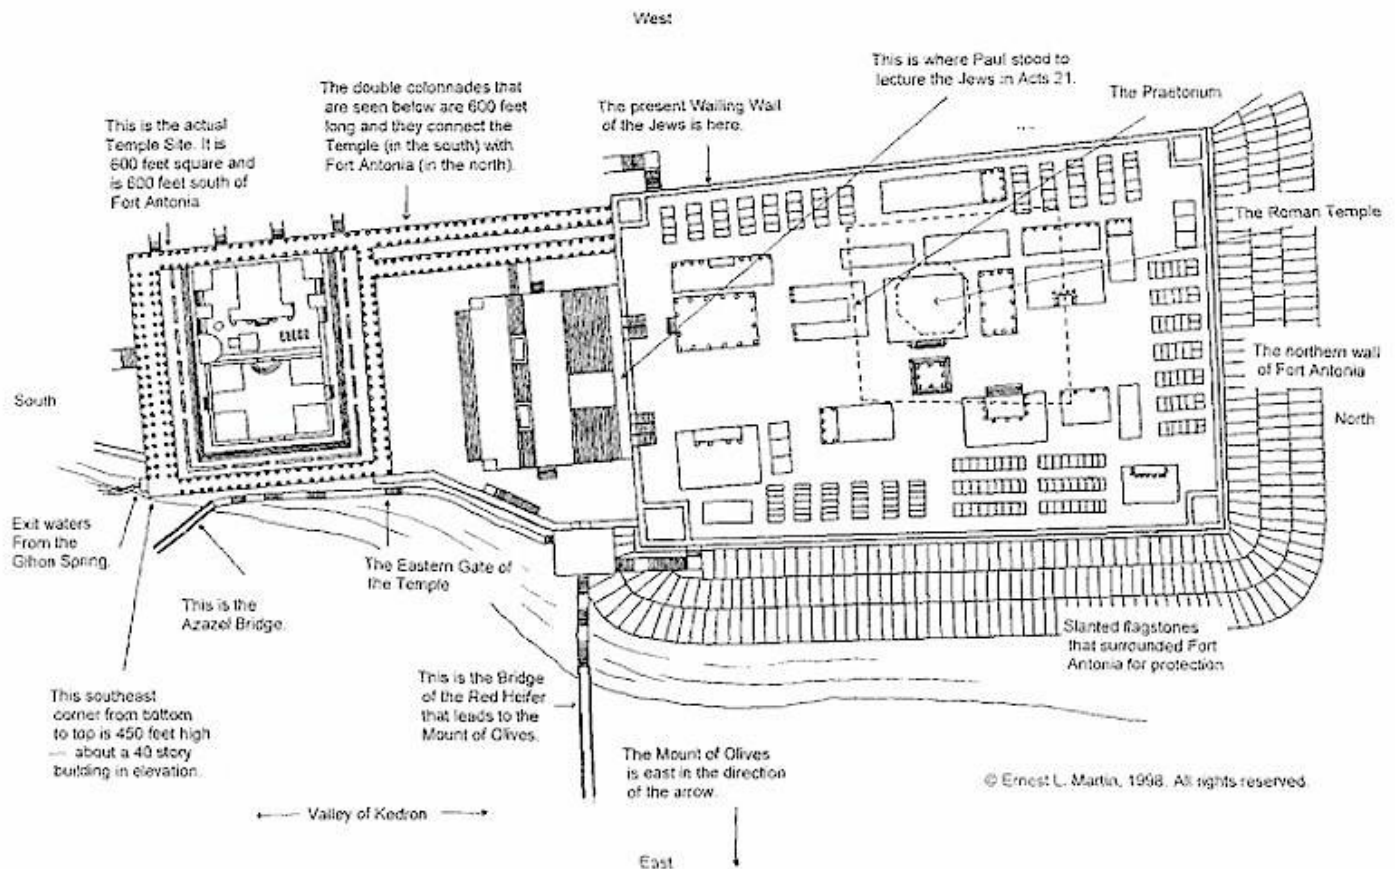 West
This is where Paul stood to
lecture the Jews in Acts 21.
The Praetorium
The double colonnades that
are seen below are 600 feet
long and they connect the
Temple (in the south) with
Fort Antonia (in the north).
The present Wailing Wall
of the Jews is here.
This is the actual
Temple Site. It is
600 feet square and
is 600 feet south of
Fort Antonia
The Roman Temple
The northern wall
of Fort Antonia
South
North
Exit waters
From the
Gihon Spring.
The Eastern Gate of
the Temple
This is the
Azazel Bridge.
Slanted flagstones
that surrounded Fort
Antonia for protection
This southeast
corner from bottom
to top is 450 feet high
— about a 40 story
building in elevation.
This is the Bridge
of the Red Heifer
that leads to the
Mount of Olives.
The Mount of Olives
is east in the direction
of the arrow.
© Ernest L. Martin, 1998. All rights reserved.
Valley of Kedron
East